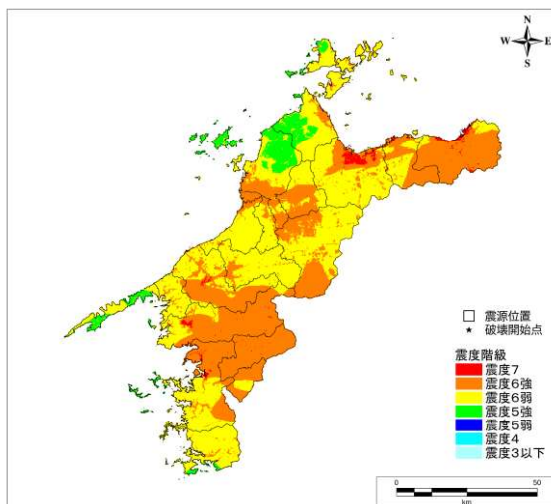 N
W E
S
震源位置
破壊開始点
震度階級
震度7
震度6強
震度6弱
震度5強
震度5弱
震度4
震度3以下
0 50
km